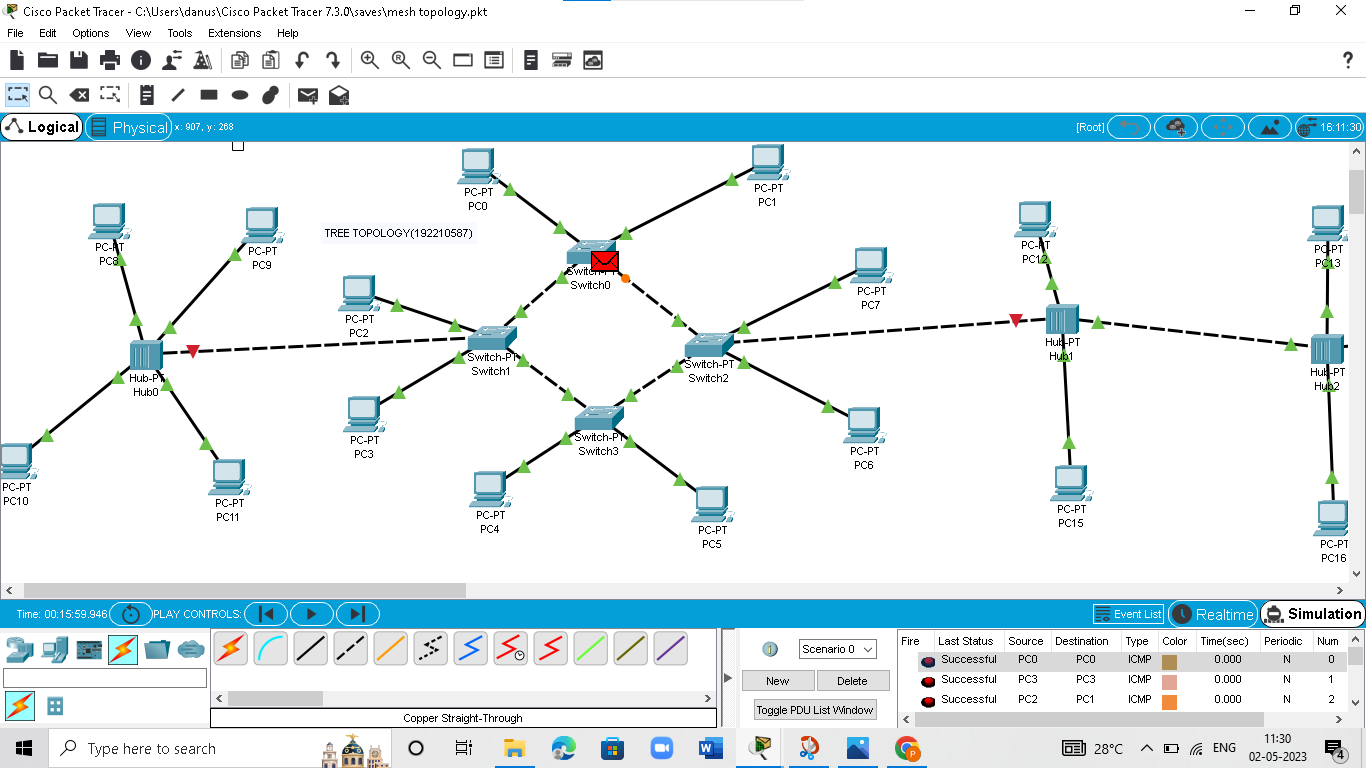 Cisco Packet Tracer - C:\Users\danus\Cisco Packet Tracer 7.3.0\saves\mesh topology.pkt
File Edit Options View Tools Extensions Help
Logical
Physical
x: 907, y: 268
[Root]
16:11:30
PC-PT
PC0
PC-PT
PC1
PC-PT
PC8
PC-PT
PC9
TREE TOPOLOGY(192210587)
PC-PT
PC12
PC-PT
PC13
Switch-PT
Switch0
PC-PT
PC7
PC-PT
PC2
Hub-PT
Hub1
Switch-PT
Switch1
Switch-PT
Switch2
Hub-PT
Hub0
Hub-PT
Hub2
PC-PT
PC3
Switch-PT
Switch3
PC-PT
PC6
PC-PT
PC10
PC-PT
PC11
PC-PT
PC4
PC-PT
PC5
PC-PT
PC15
PC-PT
PC16
Time: 00:15:59.946
PLAY CONTROLS:
Event List
Realtime
Simulation
Scenario 0
New
Delete
Toggle PDU List Window
Copper Straight-Through
Fire Last Status Source Destination Type Color Time(sec) Periodic Num
Successful PC0 PC0 ICMP 0.000 N 0
Successful PC3 PC3 ICMP 0.000 N 1
Successful PC2 PC1 ICMP 0.000 N 2
Type here to search
28°C
ENG
11:30
02-05-2023
4